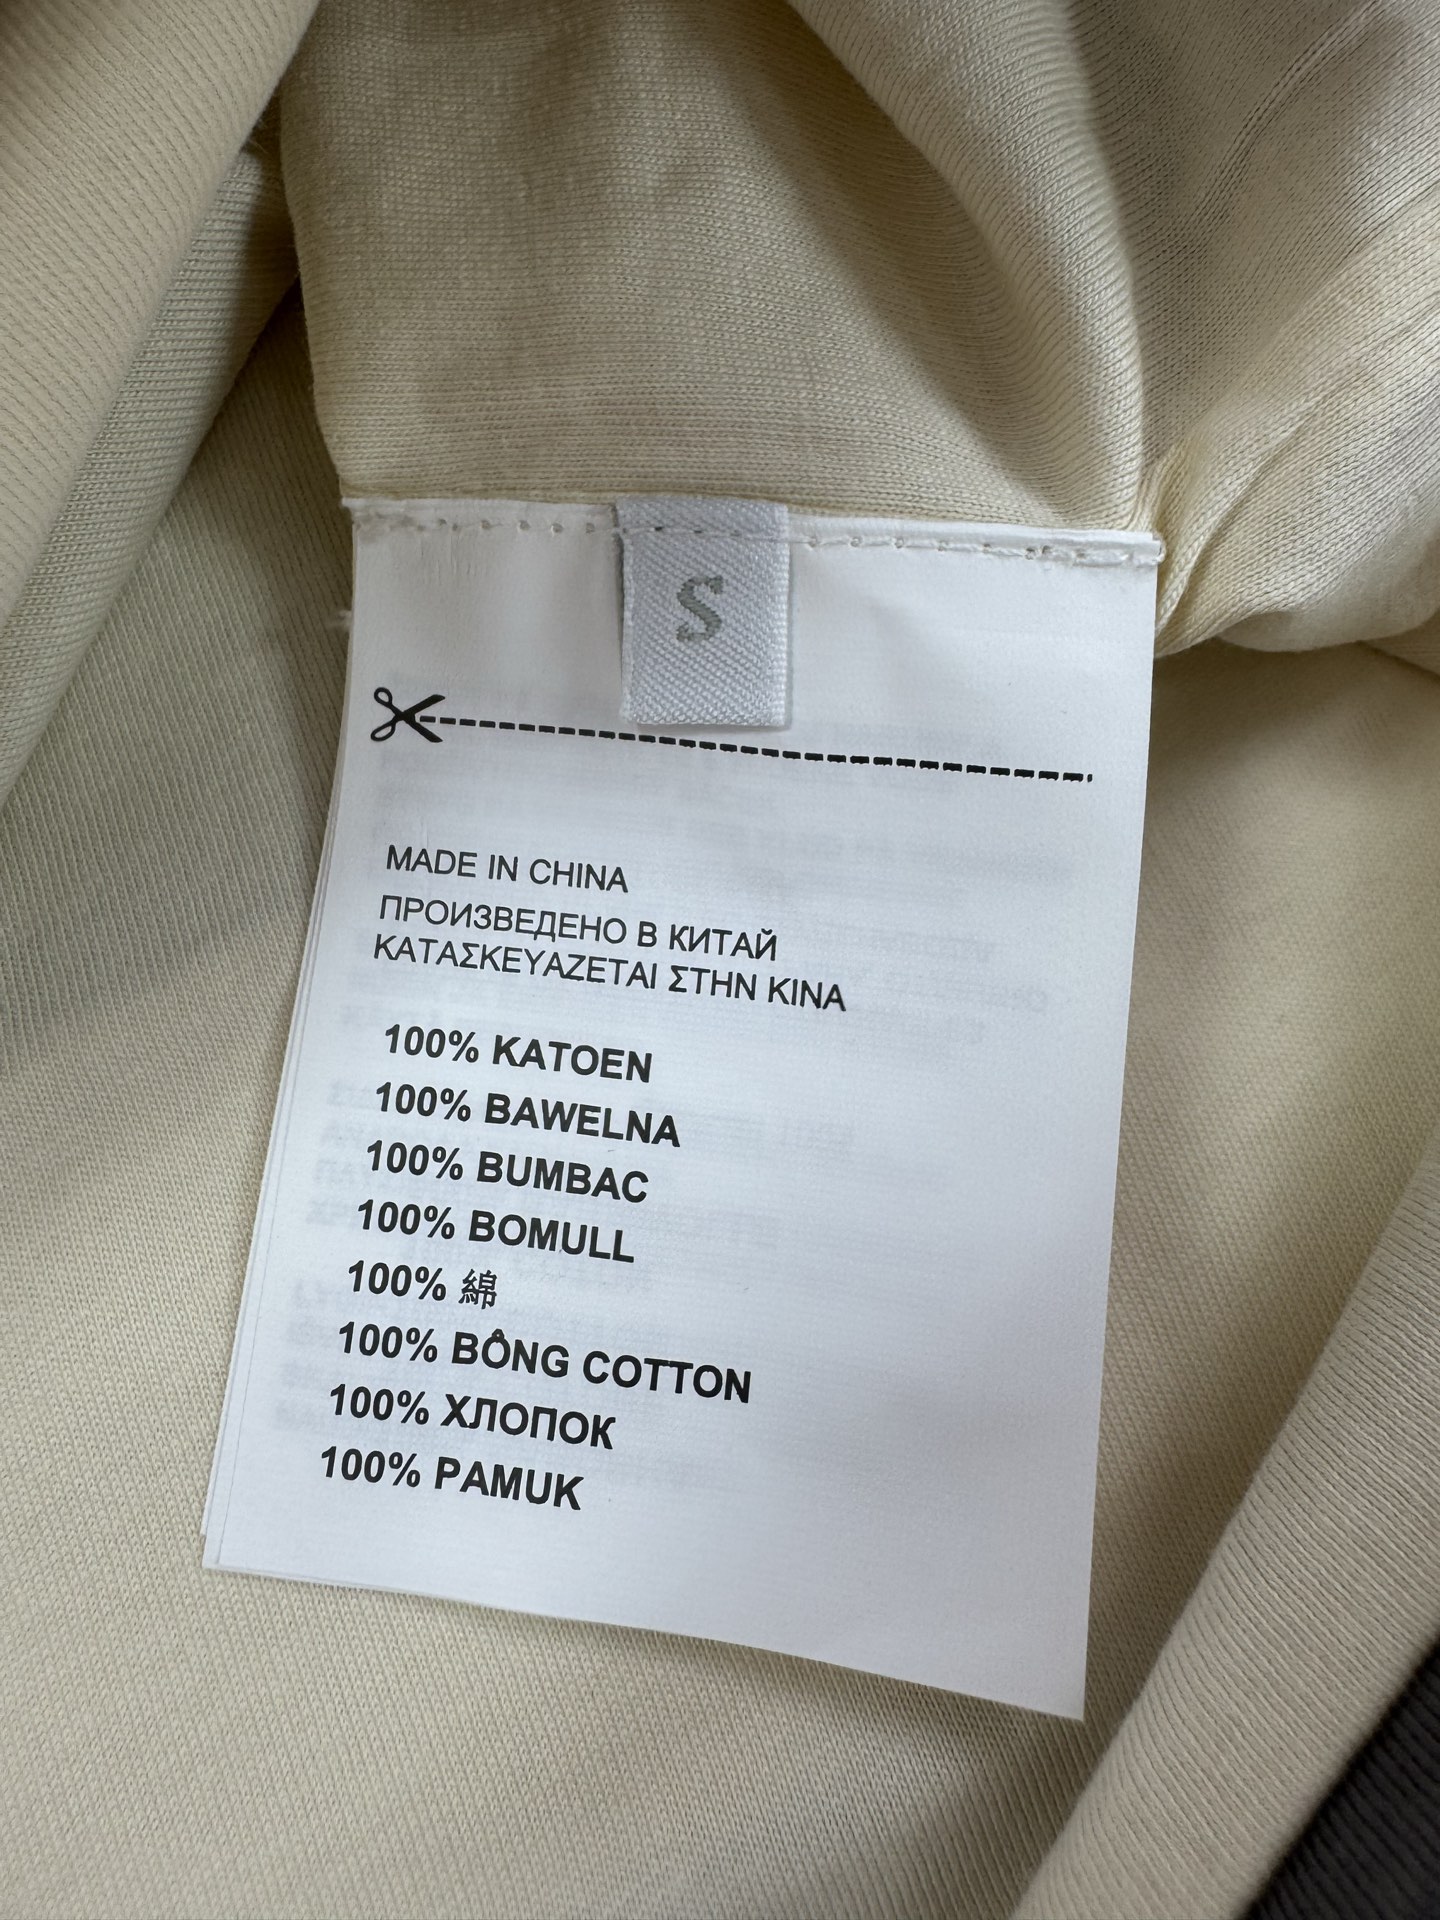 S
MADE IN CHINA
ПРОИЗВЕДЕНО В КИТАЙ
ΚΑΤΑΣΚΕΥΑΖΕΤΑΙ ΣΤΗΝ ΚΙΝΑ
100% KATOEN
100% BAWELNA
100% BUMBAC
100% BOMULL
100% 綿
100% BÔNG COTTON
100% ХЛОПОК
100% PAMUK